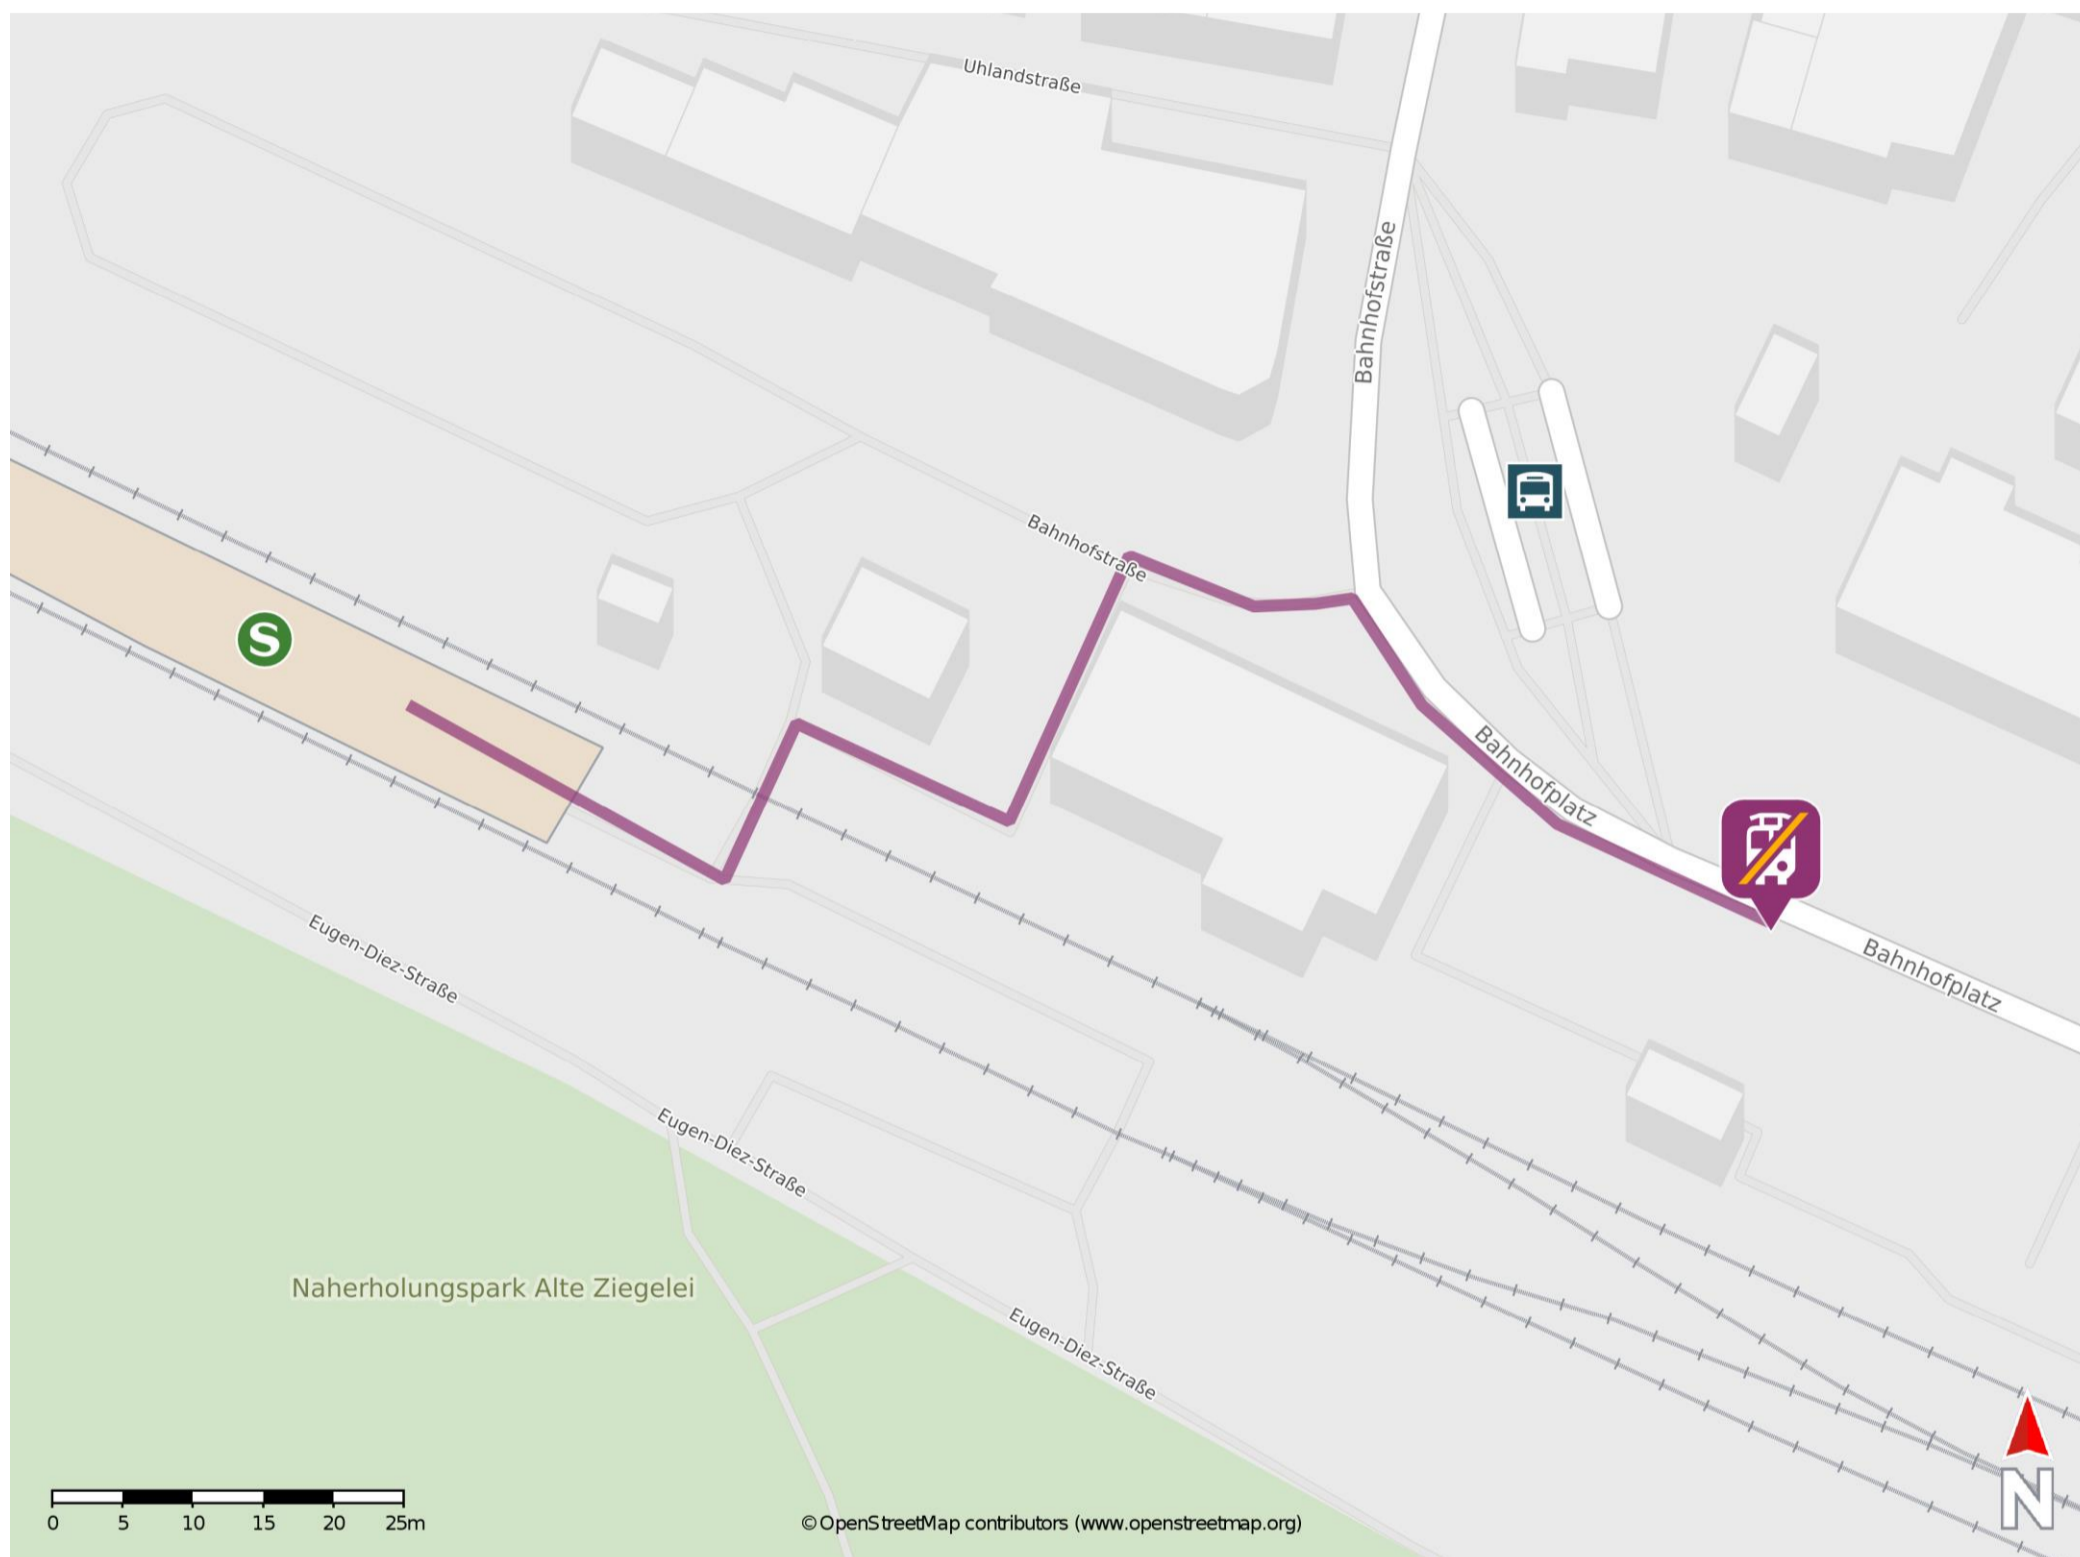 Uhlandstraße
Bahnhofstraße
Bahnhofstraße
S
Bahnhofplatz
Bahnhofplatz
Eugen-Diez-Straße
Eugen-Diez-Straße
Naherholungspark Alte Ziegelei
Eugen-Diez-Straße
N
0 5 10 15 20 25m
©OpenStreetMap contributors (www.openstreetmap.org)